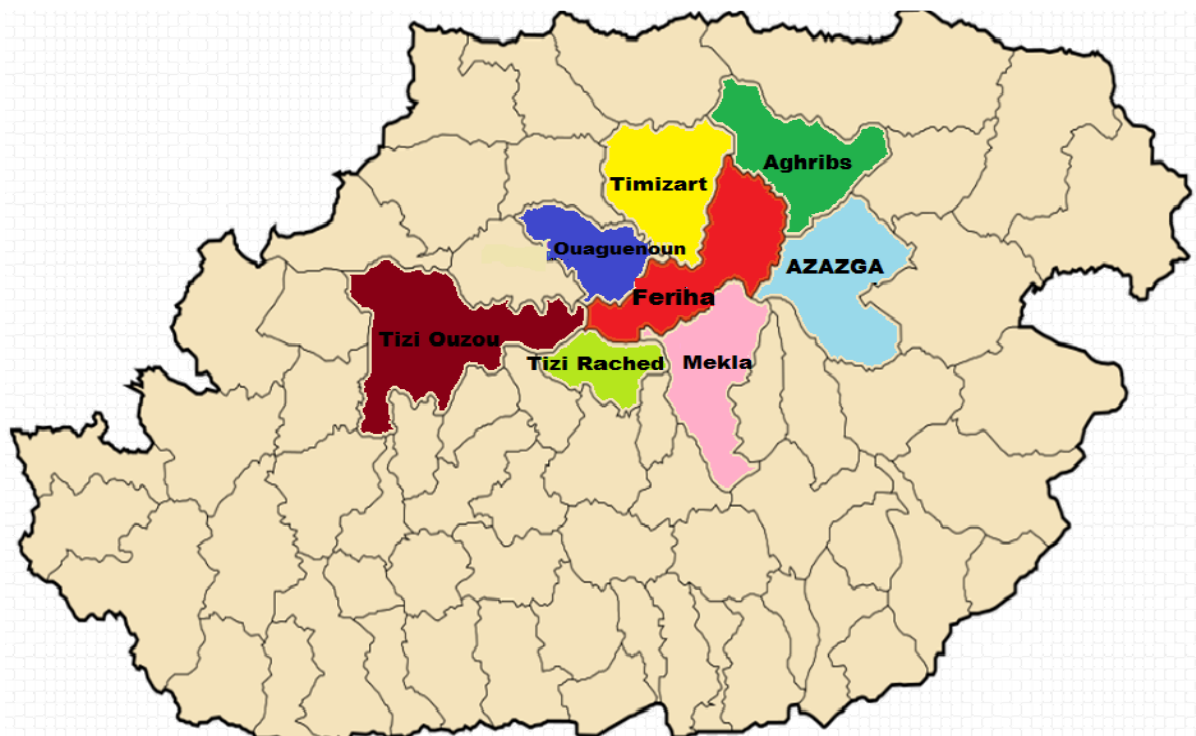 Aghribs
Timizart
Ouaguenoun
AZAZGA
Feriha
Tizi Ouzou
Tizi Rached
Mekla